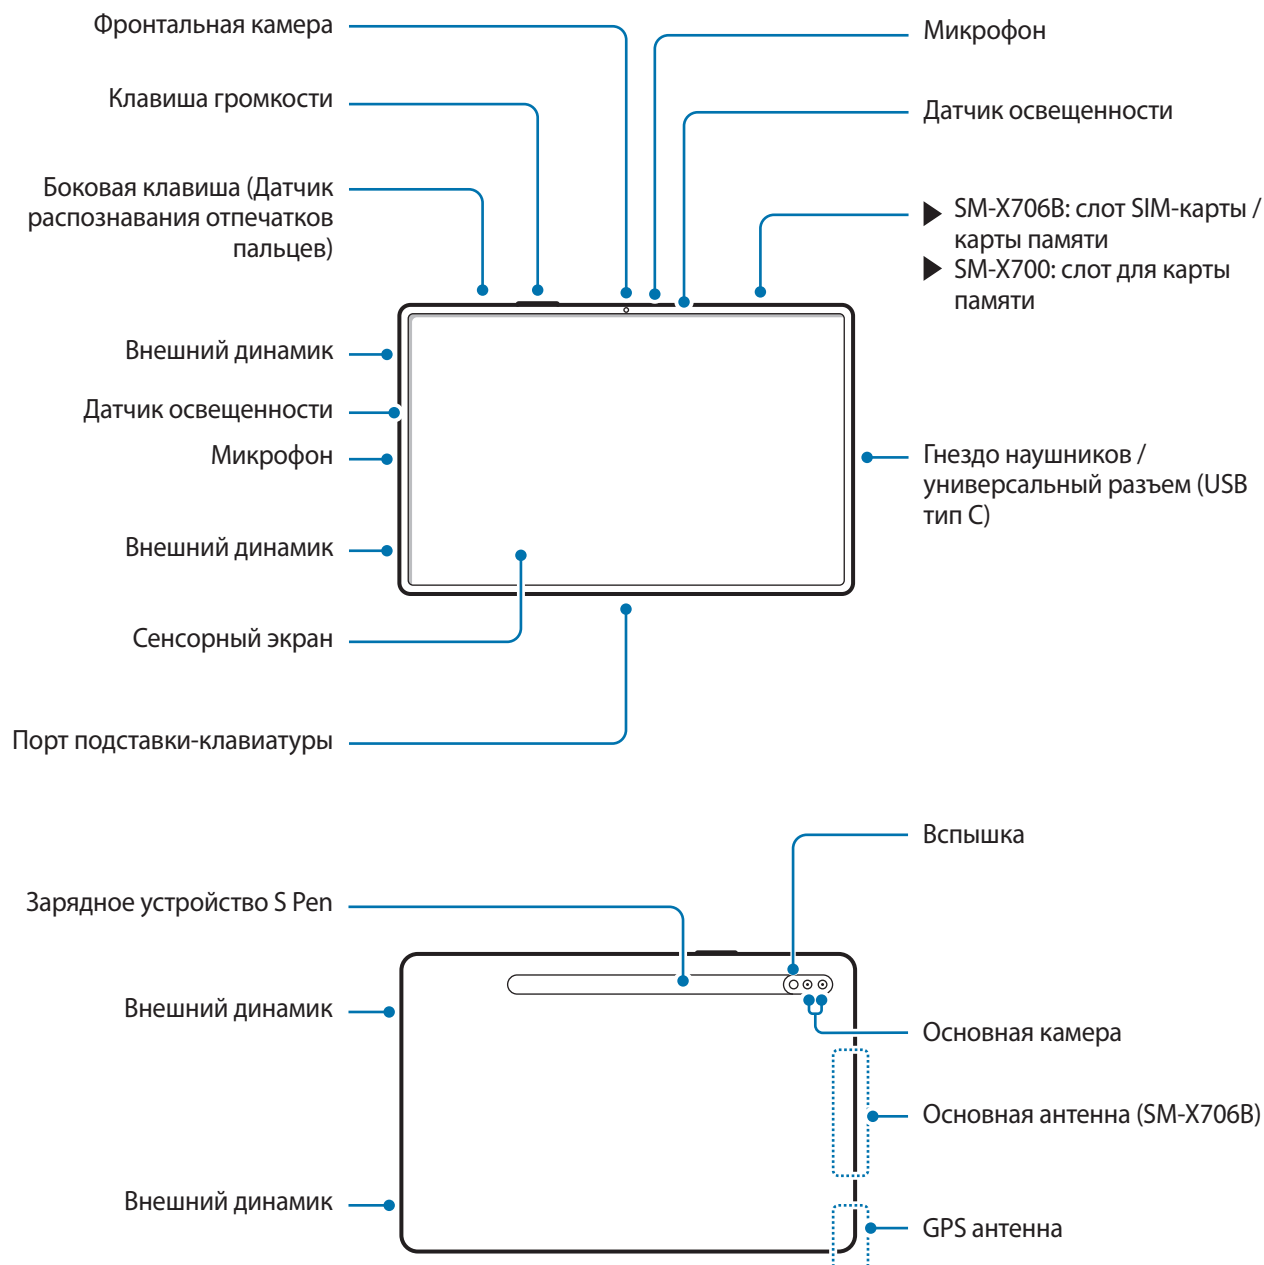 Фронтальная камера
Микрофон
Клавиша громкости
Датчик освещенности
Боковая клавиша (Датчик
распознавания отпечатков
пальцев)
SM-X706B: слот SIM-карты /
карты памяти
SM-X700: слот для карты
памяти
Внешний динамик
Датчик освещенности
Микрофон
Гнездо наушников /
универсальный разъем (USB
тип C)
Внешний динамик
Сенсорный экран
Порт подставки-клавиатуры
Вспышка
Зарядное устройство S Pen
Внешний динамик
Основная камера
Основная антенна (SM-X706B)
Внешний динамик
GPS антенна